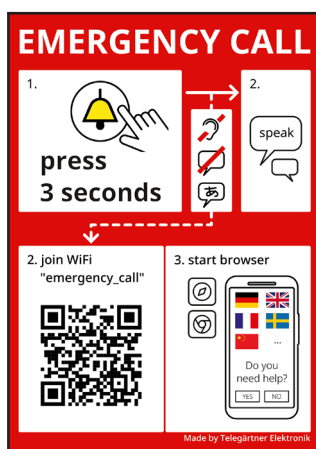 EMERGENCY CALL
1.
press
3 seconds
2.
speak
あ
2. join WiFi
"emergency_call"
3. start browser
...
Do you
need help?
YES NO
Made by Telegärtner Elektronik